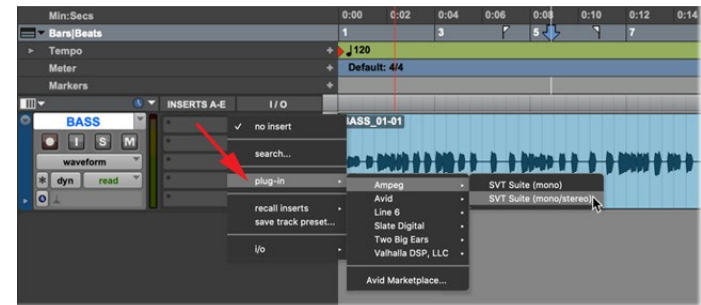 Min:Secs 0:00 0:02 0:04 0:06 0:08 0:10 0:12 0:14
Bars|Beats 1 3 5 7
Tempo + 120
Meter + Default: 4/4
Markers +
INSERTS A-E I / O
BASS
BASS_01-01
I S M
waveform
dyn read
✓ no insert
search...
plug-in
recall inserts
save track preset...
i/o
Ampeg
Avid
Line 6
Slate Digital
Two Big Ears
Valhalla DSP, LLC
Avid Marketplace...
SVT Suite (mono)
SVT Suite (mono/stereo)